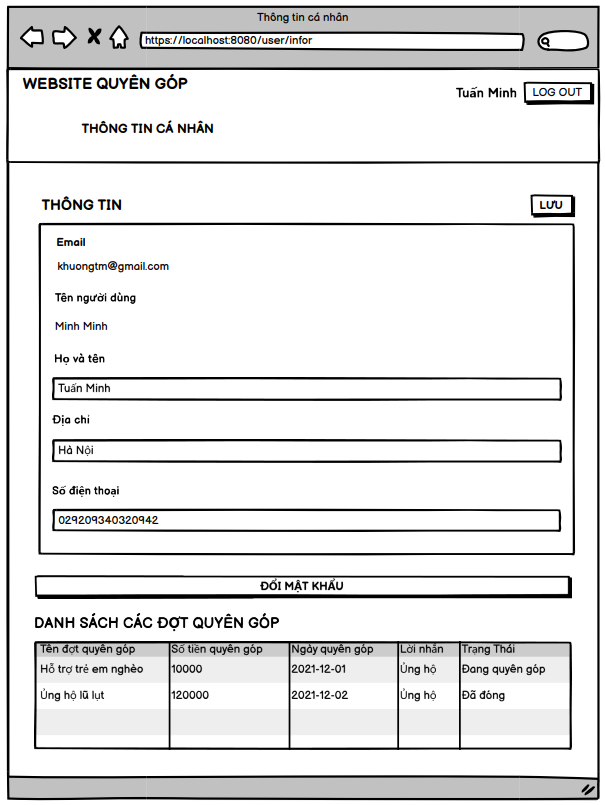 Thông tin cá nhân
https://localhost:8080/user/infor
WEBSITE QUYÊN GÓP
Tuấn Minh LOG OUT
THÔNG TIN CÁ NHÂN
THÔNG TIN LƯU
Email
khuongtm@gmail.com
Tên người dùng
Minh Minh
Họ và tên
Tuấn Minh
Địa chỉ
Hà Nội
Số điện thoại
029209340320942
ĐỔI MẬT KHẨU
DANH SÁCH CÁC ĐỢT QUYÊN GÓP
Tên đợt quyên góp Số tiền quyên góp Ngày quyên góp Lời nhắn Trạng Thái
Hỗ trợ trẻ em nghèo 10000 2021-12-01 Ủng hộ Đang quyên góp
Ủng hộ lũ lụt 120000 2021-12-02 Ủng hộ Đã đóng